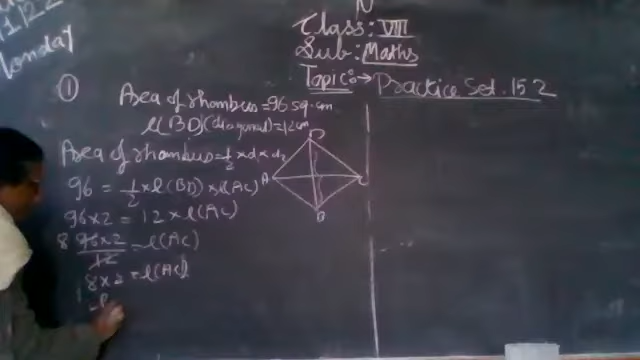 Monday
Class: VIII
Sub: Maths
Topic:→ Practice Set. 15.2
① Area of rhombus = 96 sq.cm
l(BD)(diagonal) = 12cm
Area of rhombus = 1/2 × d₁ × d₂
96 = 1/2 × l(BD) × l(AC)
96×2 = 12 × l(AC)
8 96×2/12 = l(AC)
8×2 = l(AC)
D
A
C
B